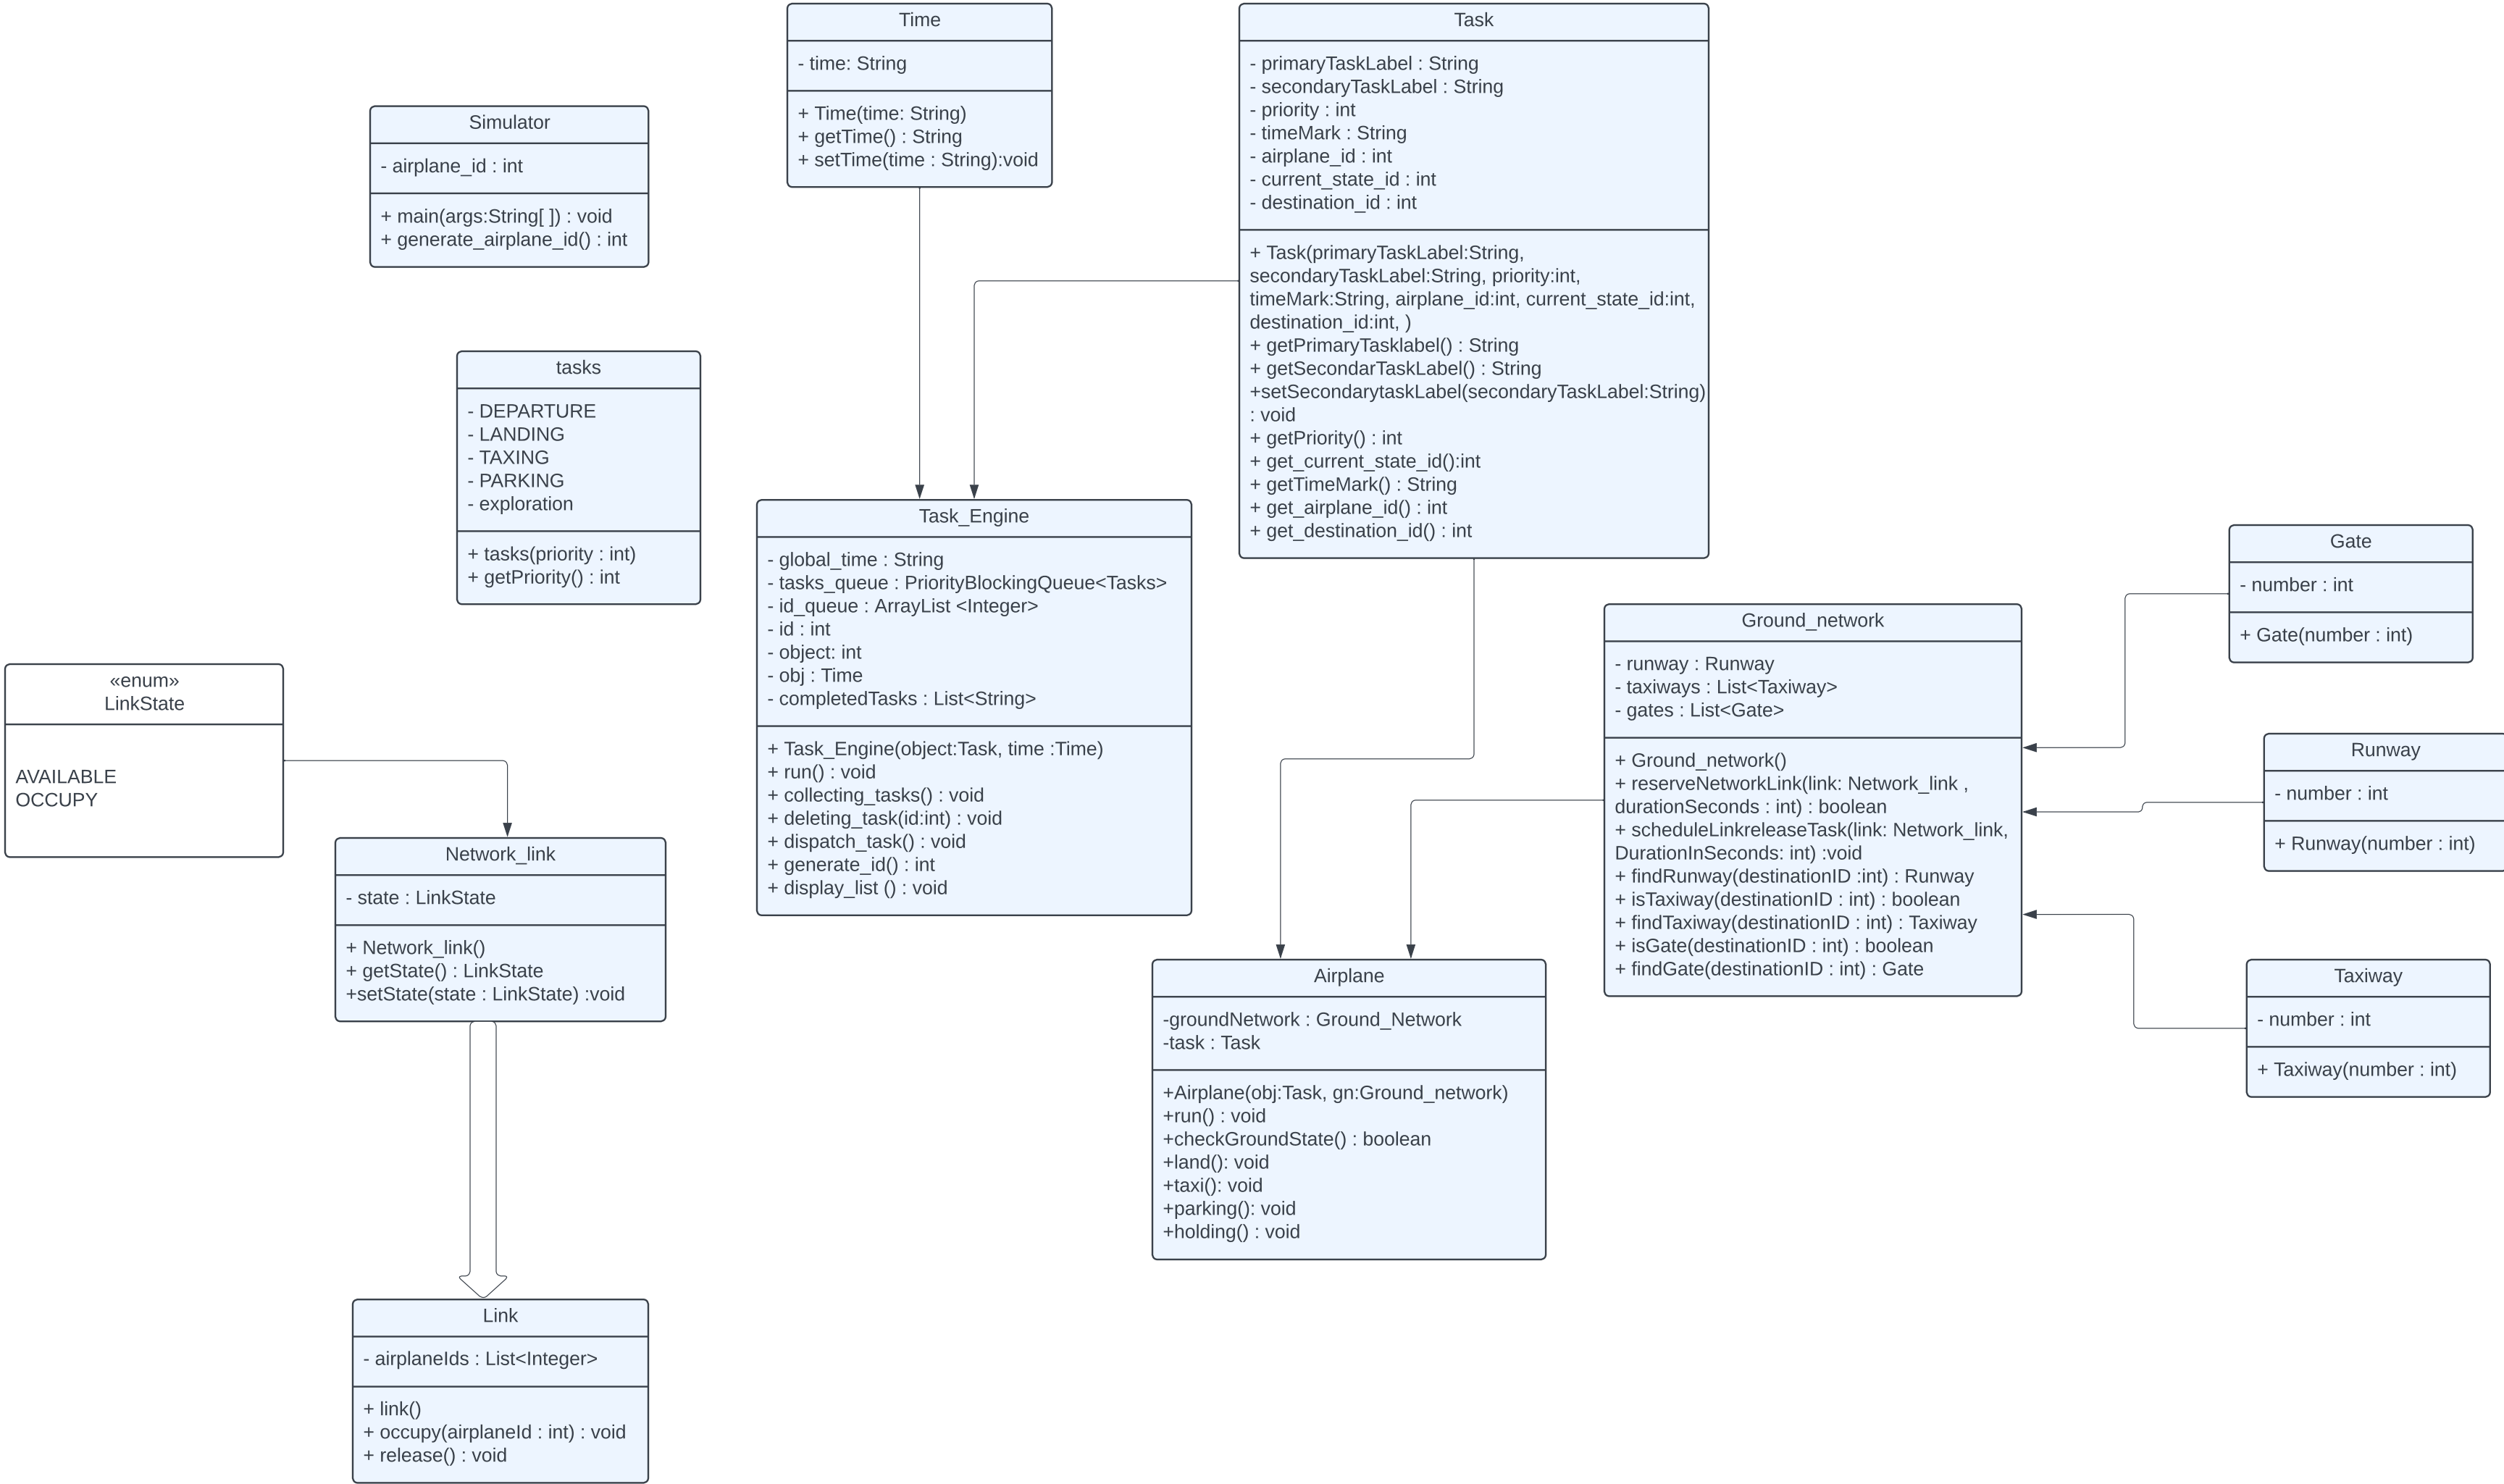 Time
- time: String
+ Time(time: String)
+ getTime() : String
+ setTime(time : String):void
Task
- primaryTaskLabel : String
- secondaryTaskLabel : String
- priority : int
- timeMark : String
- airplane_id : int
- current_state_id : int
- destination_id : int
+ Task(primaryTaskLabel:String,
secondaryTaskLabel:String, priority:int,
timeMark:String, airplane_id:int, current_state_id:int,
destination_id:int, )
+ getPrimaryTasklabel() : String
+ getSecondarTaskLabel() : String
+setSecondarytaskLabel(secondaryTaskLabel:String)
: void
+ getPriority() : int
+ get_current_state_id():int
+ getTimeMark() : String
+ get_airplane_id() : int
+ get_destination_id() : int
Simulator
- airplane_id : int
+ main(args:String[ ]) : void
+ generate_airplane_id() : int
tasks
- DEPARTURE
- LANDING
- TAXING
- PARKING
- exploration
+ tasks(priority : int)
+ getPriority() : int
Task_Engine
- global_time : String
- tasks_queue : PriorityBlockingQueue<Tasks>
- id_queue : ArrayList <Integer>
- id : int
- object: int
- obj : Time
- completedTasks : List<String>
+ Task_Engine(object:Task, time :Time)
+ run() : void
+ collecting_tasks() : void
+ deleting_task(id:int) : void
+ dispatch_task() : void
+ generate_id() : int
+ display_list () : void
Gate
- number : int
+ Gate(number : int)
Ground_network
- runway : Runway
- taxiways : List<Taxiway>
- gates : List<Gate>
+ Ground_network()
+ reserveNetworkLink(link: Network_link ,
durationSeconds : int) : boolean
+ scheduleLinkreleaseTask(link: Network_link,
DurationInSeconds: int) :void
+ findRunway(destinationID :int) : Runway
+ isTaxiway(destinationID : int) : boolean
+ findTaxiway(destinationID : int) : Taxiway
+ isGate(destinationID : int) : boolean
+ findGate(destinationID : int) : Gate
Runway
- number : int
+ Runway(number : int)
Taxiway
- number : int
+ Taxiway(number : int)
«enum»
LinkState
AVAILABLE
OCCUPY
Network_link
- state : LinkState
+ Network_link()
+ getState() : LinkState
+setState(state : LinkState) :void
Airplane
-groundNetwork : Ground_Network
-task : Task
+Airplane(obj:Task, gn:Ground_network)
+run() : void
+checkGroundState() : boolean
+land(): void
+taxi(): void
+parking(): void
+holding() : void
Link
- airplaneIds : List<Integer>
+ link()
+ occupy(airplaneId : int) : void
+ release() : void